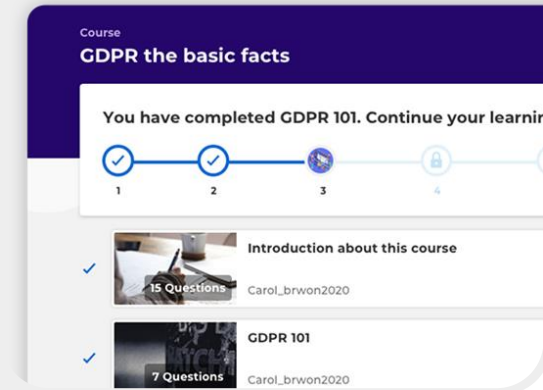 Course
GDPR the basic facts
You have completed GDPR 101. Continue your learnin
1
2
3
4
Introduction about this course
15 Questions
Carol_brwon2020
GDPR 101
7 Questions
Carol_brwon2020